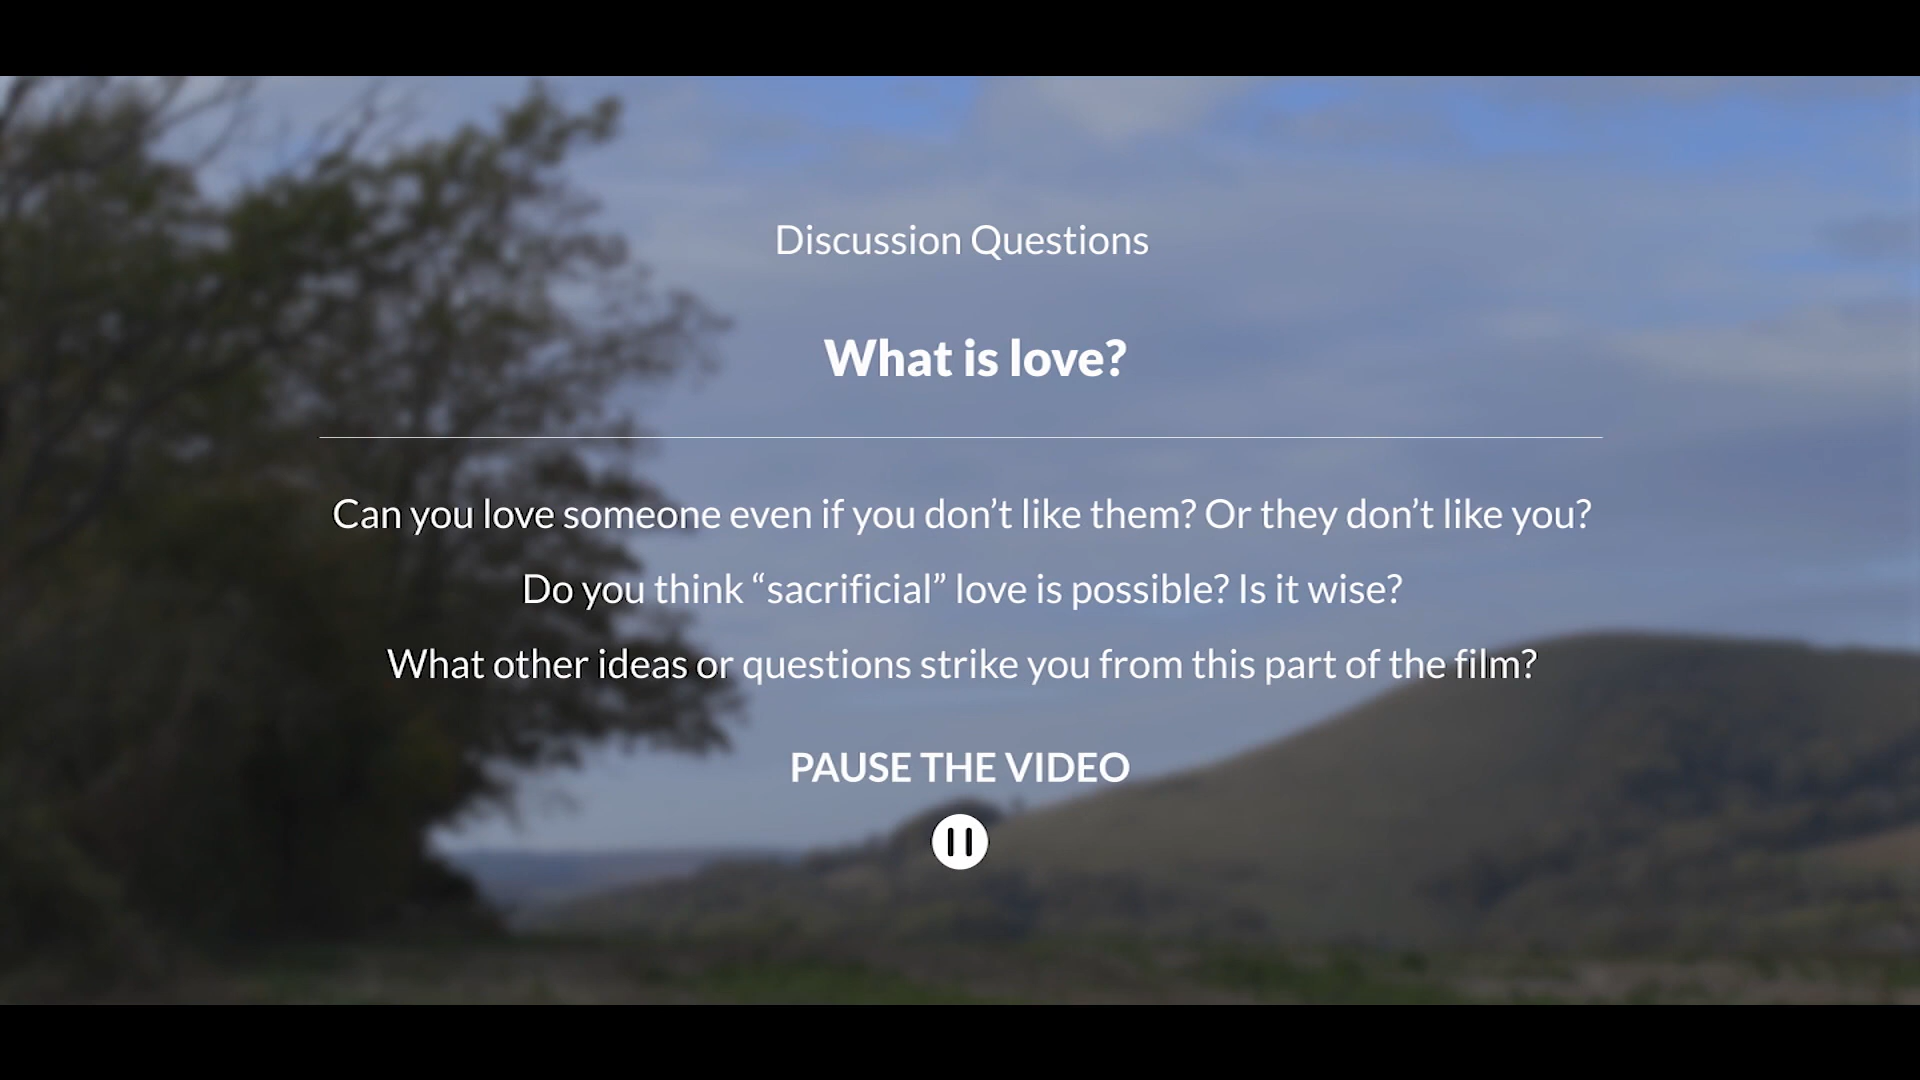 Discussion Questions
What is love?
Can you love someone even if you don’t like them? Or they don’t like you?
Do you think “sacrificial” love is possible? Is it wise?
What other ideas or questions strike you from this part of the film?
PAUSE THE VIDEO